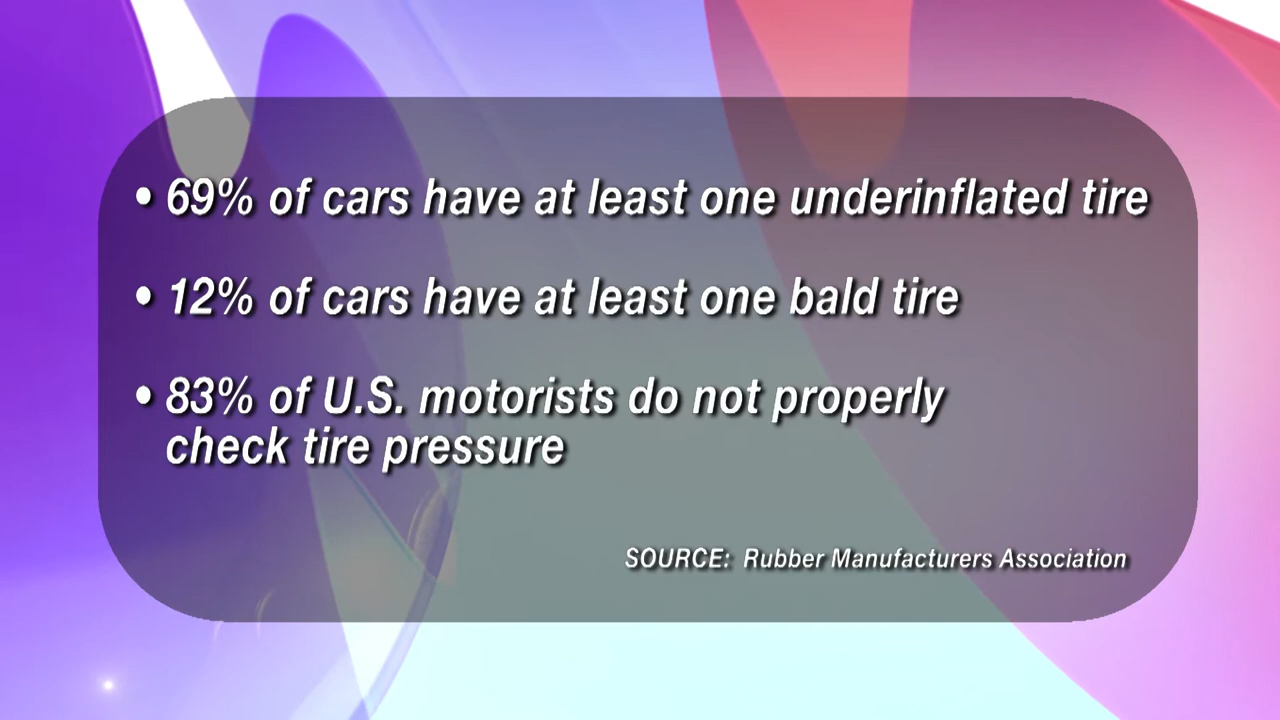 • 69% of cars have at least one underinflated tire
• 12% of cars have at least one bald tire
• 83% of U.S. motorists do not properly
check tire pressure
SOURCE: Rubber Manufacturers Association